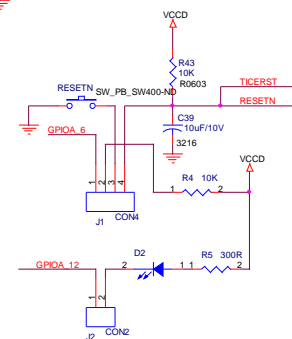 VCCD
R43
10K
R0603
TICERST
RESETN
SW_PB_SW400-ND
RESETN
C39
10uF/10V
3216
GPIOA_6
VCCD
1 2 3 4
R4 10K
1 2
CON4
J1
D2
R5 300R
GPIOA_12
2 1 1 2
1 2
CON2
J2